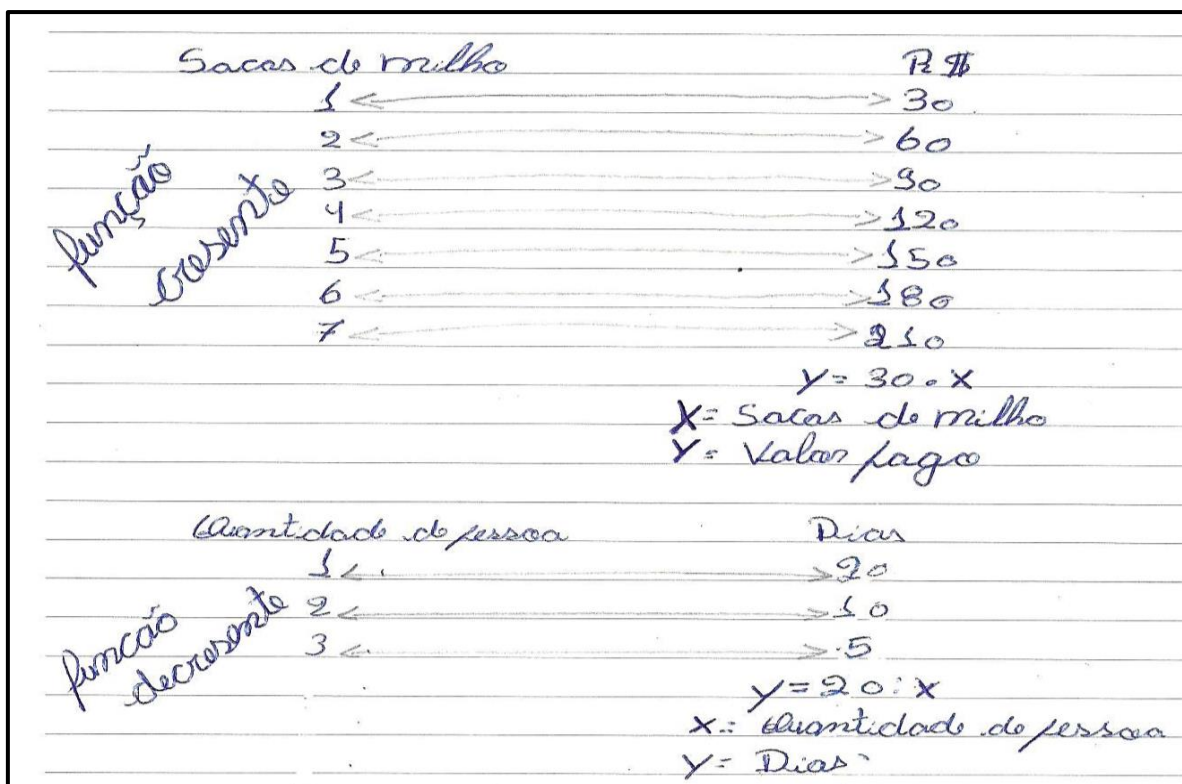 Sacas de milho R$
1 30
2 60
3 90
4 120
5 150
6 180
7 210
função
cresente
y = 30 . x
X = Sacas de milho
Y = Valor pago
Quantidade de pessoa Dias
1 20
2 10
3 5
funcão
decresente
y = 20 : x
x = Quantidade de pessoa
y = Dias